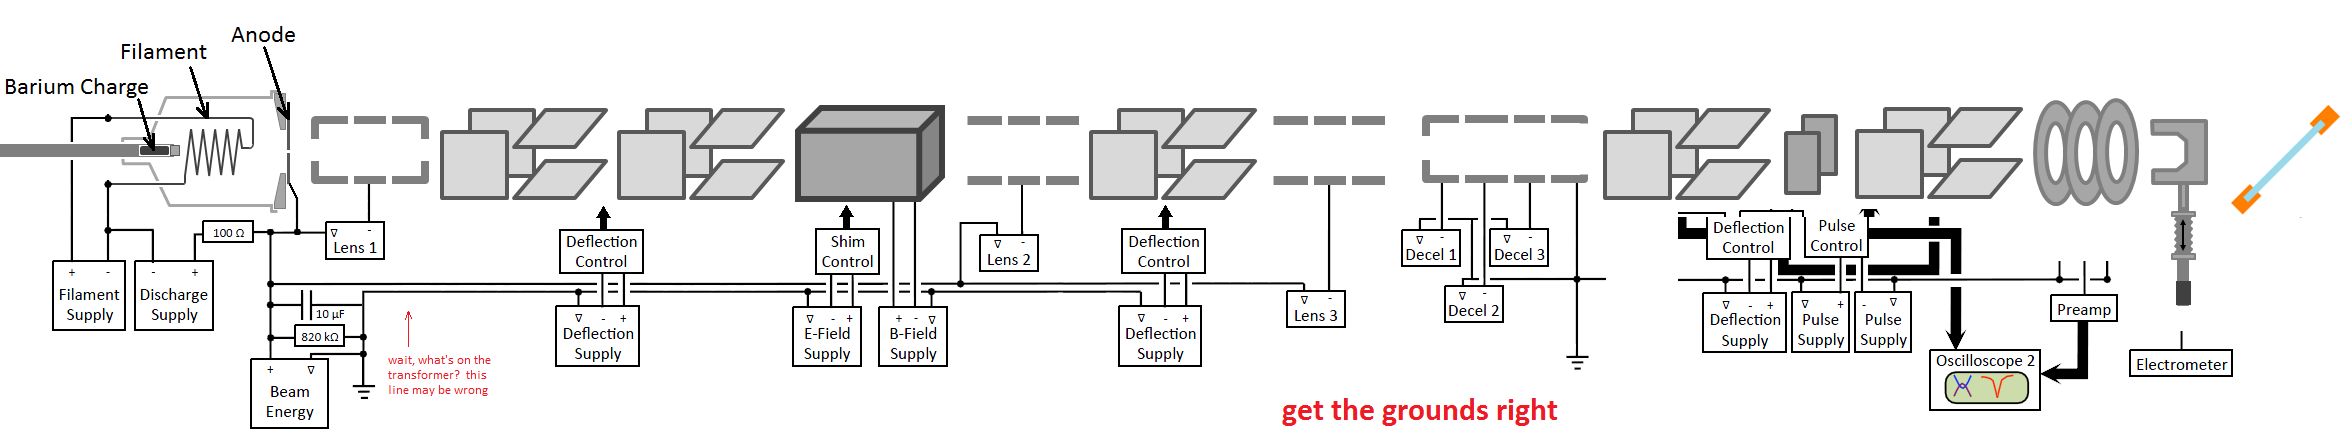 Anode
Filament
Barium Charge
100 Ω
∇ -
Lens 1
+ -
Filament
Supply
- +
Discharge
Supply
10 µF
820 kΩ
+ ∇
Beam
Energy
wait, what's on the
transformer? this
line may be wrong
Deflection
Control
∇ - +
Deflection
Supply
Shim
Control
∇ - +
E-Field
Supply
+ - ∇
B-Field
Supply
∇ -
Lens 2
Deflection
Control
∇ - +
Deflection
Supply
∇ -
Lens 3
∇ -
Decel 1
∇ -
Decel 2
∇ -
Decel 3
get the grounds right
Deflection
Control
∇ - +
Deflection
Supply
Pulse
Control
∇ +
Pulse
Supply
- ∇
Pulse
Supply
Preamp
Oscilloscope 2
Electrometer